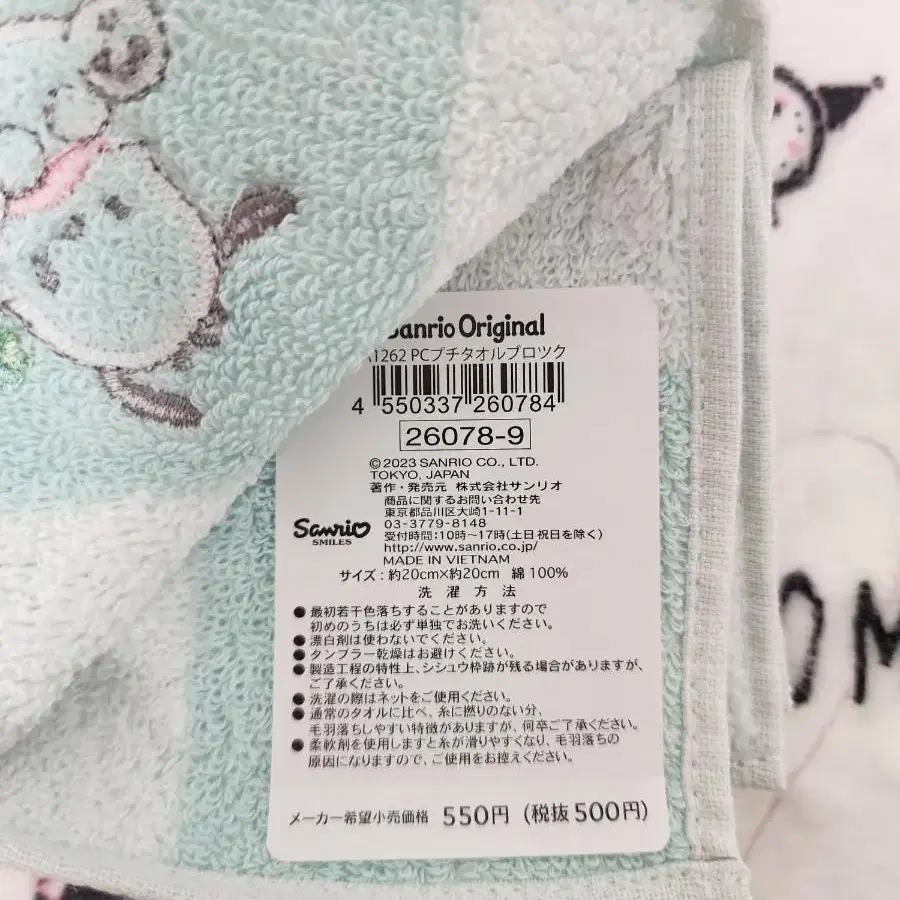 Sanrio Original
A1262 PCプチタオルブロツク
4 550337 260784
26078-9
©2023 SANRIO CO., LTD.
TOKYO, JAPAN
著作・発売元 株式会社サンリオ
商品に関するお問い合わせ先
東京都品川区大崎1-11-1
03-3779-8148
受付時間:10時〜17時(土日祝日を除く)
http://www.sanrio.co.jp/
Sanrio
SMILES
MADE IN VIETNAM
サイズ:約20cm×約20cm 綿100%
洗濯方法
●最初若干色落ちすることがありますので
初めのうちは必ず単独でお洗いください。
●漂白剤は使わないでください。
●タンブラー乾燥はお避けください。
●製造工程の特性上、シシュウ枠跡が残る場合がありますが、
ご了承ください。
●洗濯の際はネットをご使用ください。
●通常のタオルに比べ、糸に撚りのない分、
毛羽落ちしやすい特徴がありますが、何卒ご了承ください。
●柔軟剤を使用しますと糸が滑りやすくなり、毛羽落ちの
原因になりますので、ご使用をお控えください。
メーカー希望小売価格 550円(税抜500円)
OM